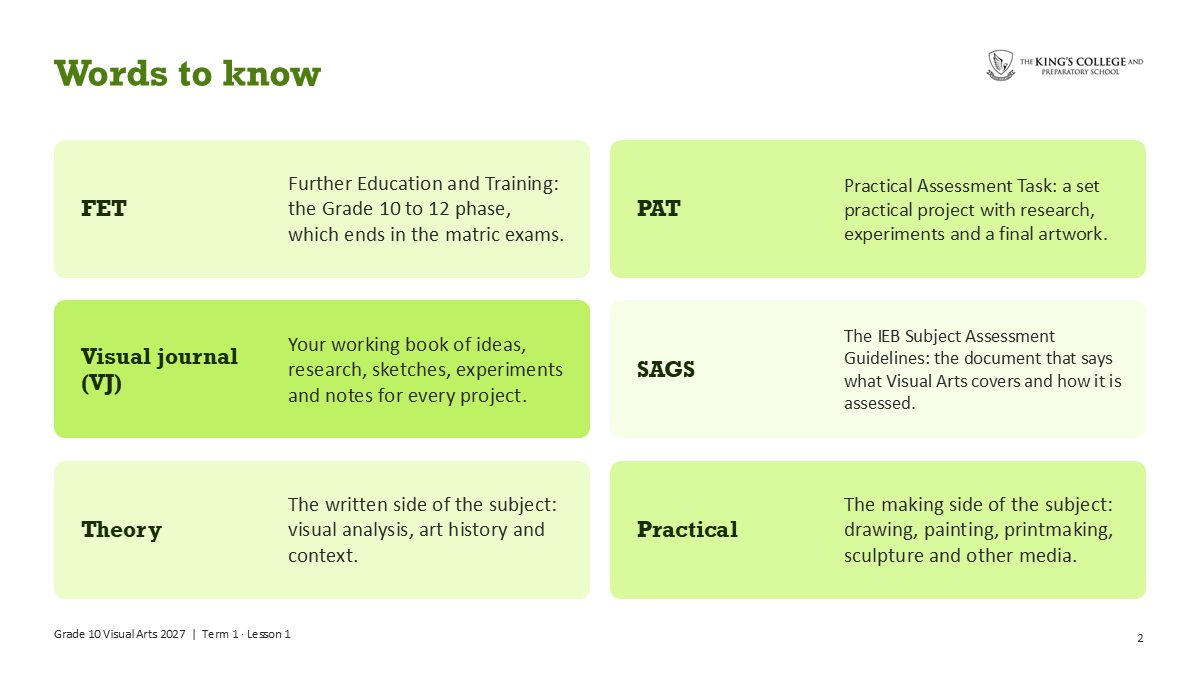 Words to know
THE KING'S COLLEGE AND
PREPARATORY SCHOOL
FET
Further Education and Training:
the Grade 10 to 12 phase,
which ends in the matric exams.
PAT
Practical Assessment Task: a set
practical project with research,
experiments and a final artwork.
Visual journal
(VJ)
Your working book of ideas,
research, sketches, experiments
and notes for every project.
SAGS
The IEB Subject Assessment
Guidelines: the document that says
what Visual Arts covers and how it is
assessed.
Theory
The written side of the subject:
visual analysis, art history and
context.
Practical
The making side of the subject:
drawing, painting, printmaking,
sculpture and other media.
Grade 10 Visual Arts 2027 | Term 1 · Lesson 1
2